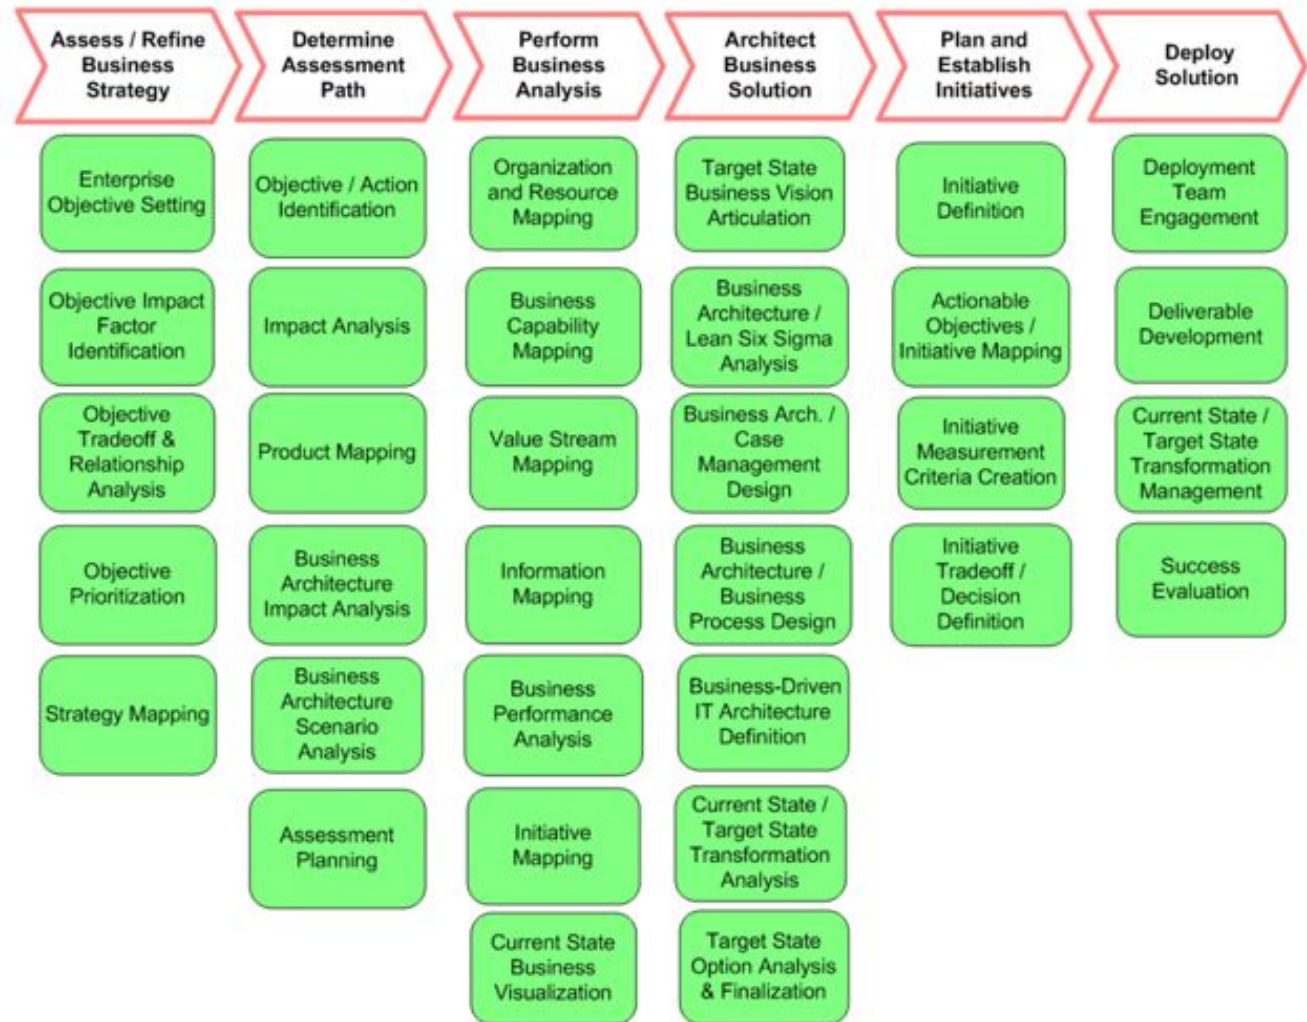 Assess / Refine
Business
Strategy
Determine
Assessment
Path
Perform
Business
Analysis
Architect
Business
Solution
Plan and
Establish
Initiatives
Deploy
Solution
Enterprise
Objective Setting
Objective Impact
Factor
Identification
Objective
Tradeoff &
Relationship
Analysis
Objective
Prioritization
Strategy Mapping
Objective / Action
Identification
Impact Analysis
Product Mapping
Business
Architecture
Impact Analysis
Business
Architecture
Scenario
Analysis
Assessment
Planning
Organization
and Resource
Mapping
Business
Capability
Mapping
Value Stream
Mapping
Information
Mapping
Business
Performance
Analysis
Initiative
Mapping
Current State
Business
Visualization
Target State
Business Vision
Articulation
Business
Architecture /
Lean Six Sigma
Analysis
Business Arch. /
Case
Management
Design
Business
Architecture /
Business
Process Design
Business-Driven
IT Architecture
Definition
Current State /
Target State
Transformation
Analysis
Target State
Option Analysis
& Finalization
Initiative
Definition
Actionable
Objectives /
Initiative Mapping
Initiative
Measurement
Criteria Creation
Initiative
Tradeoff /
Decision
Definition
Deployment
Team
Engagement
Deliverable
Development
Current State /
Target State
Transformation
Management
Success
Evaluation